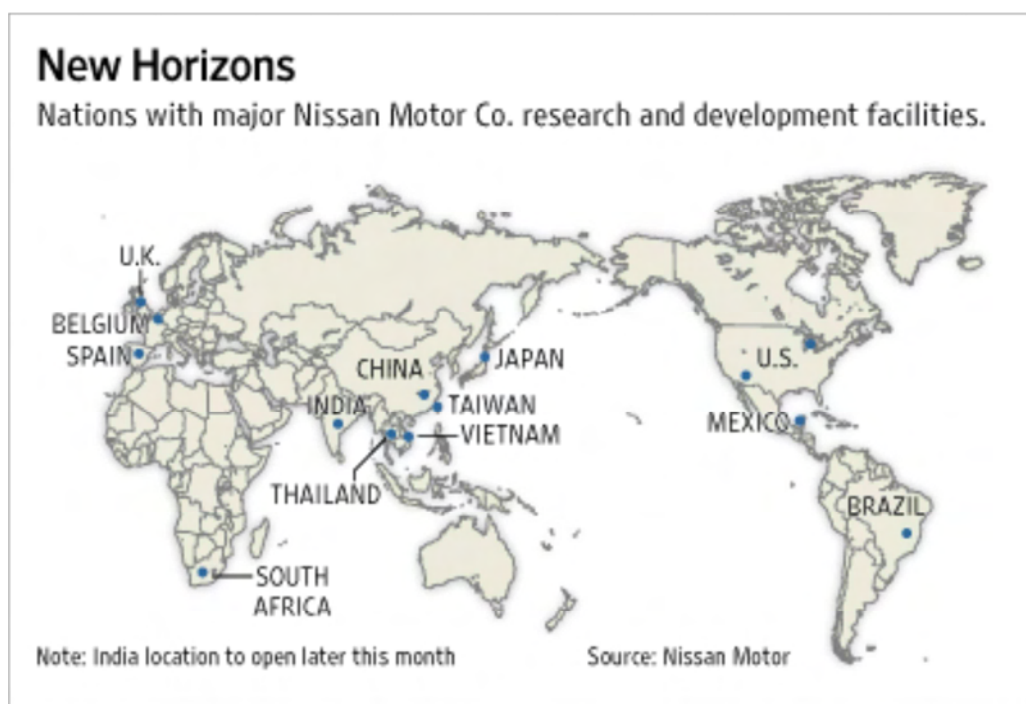 New Horizons
Nations with major Nissan Motor Co. research and development facilities.
U.K.
BELGIUM
SPAIN
CHINA
JAPAN
U.S.
INDIA
TAIWAN
MEXICO
VIETNAM
THAILAND
BRAZIL
SOUTH
AFRICA
Note: India location to open later this month
Source: Nissan Motor